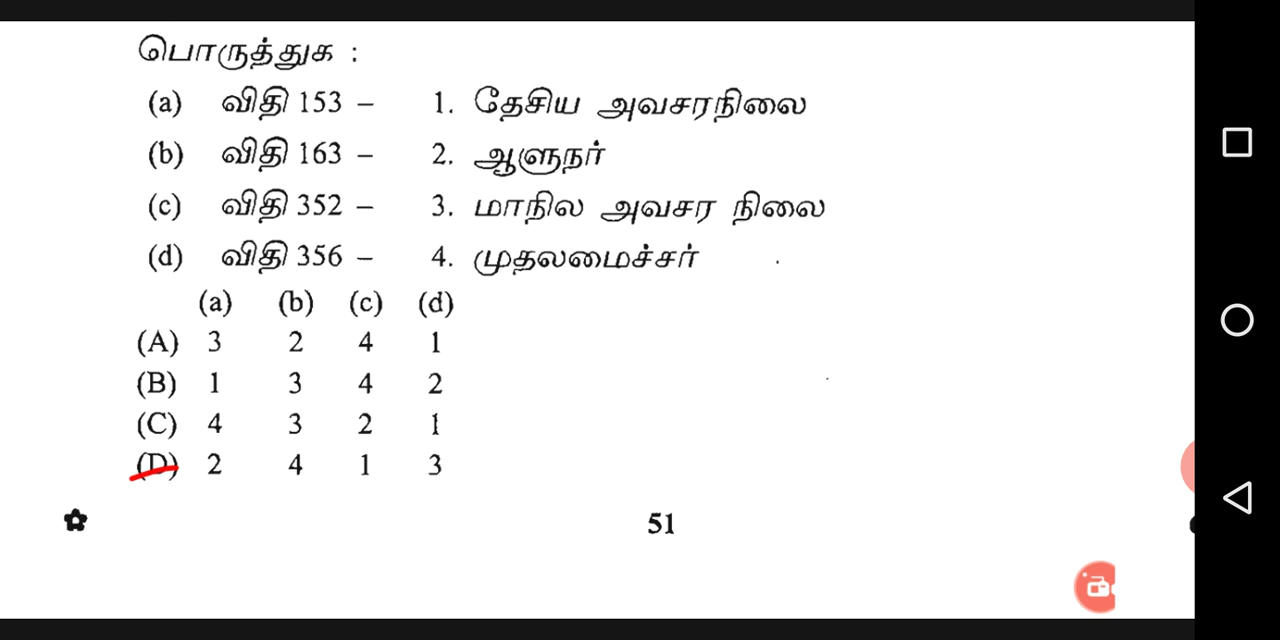 பொருத்துக :
(a) விதி 153 – 1. தேசிய அவசரநிலை
(b) விதி 163 – 2. ஆளுநர்
(c) விதி 352 – 3. மாநில அவசர நிலை
(d) விதி 356 – 4. முதலமைச்சர்
(a) (b) (c) (d)
(A) 3 2 4 1
(B) 1 3 4 2
(C) 4 3 2 1
(D) 2 4 1 3
51